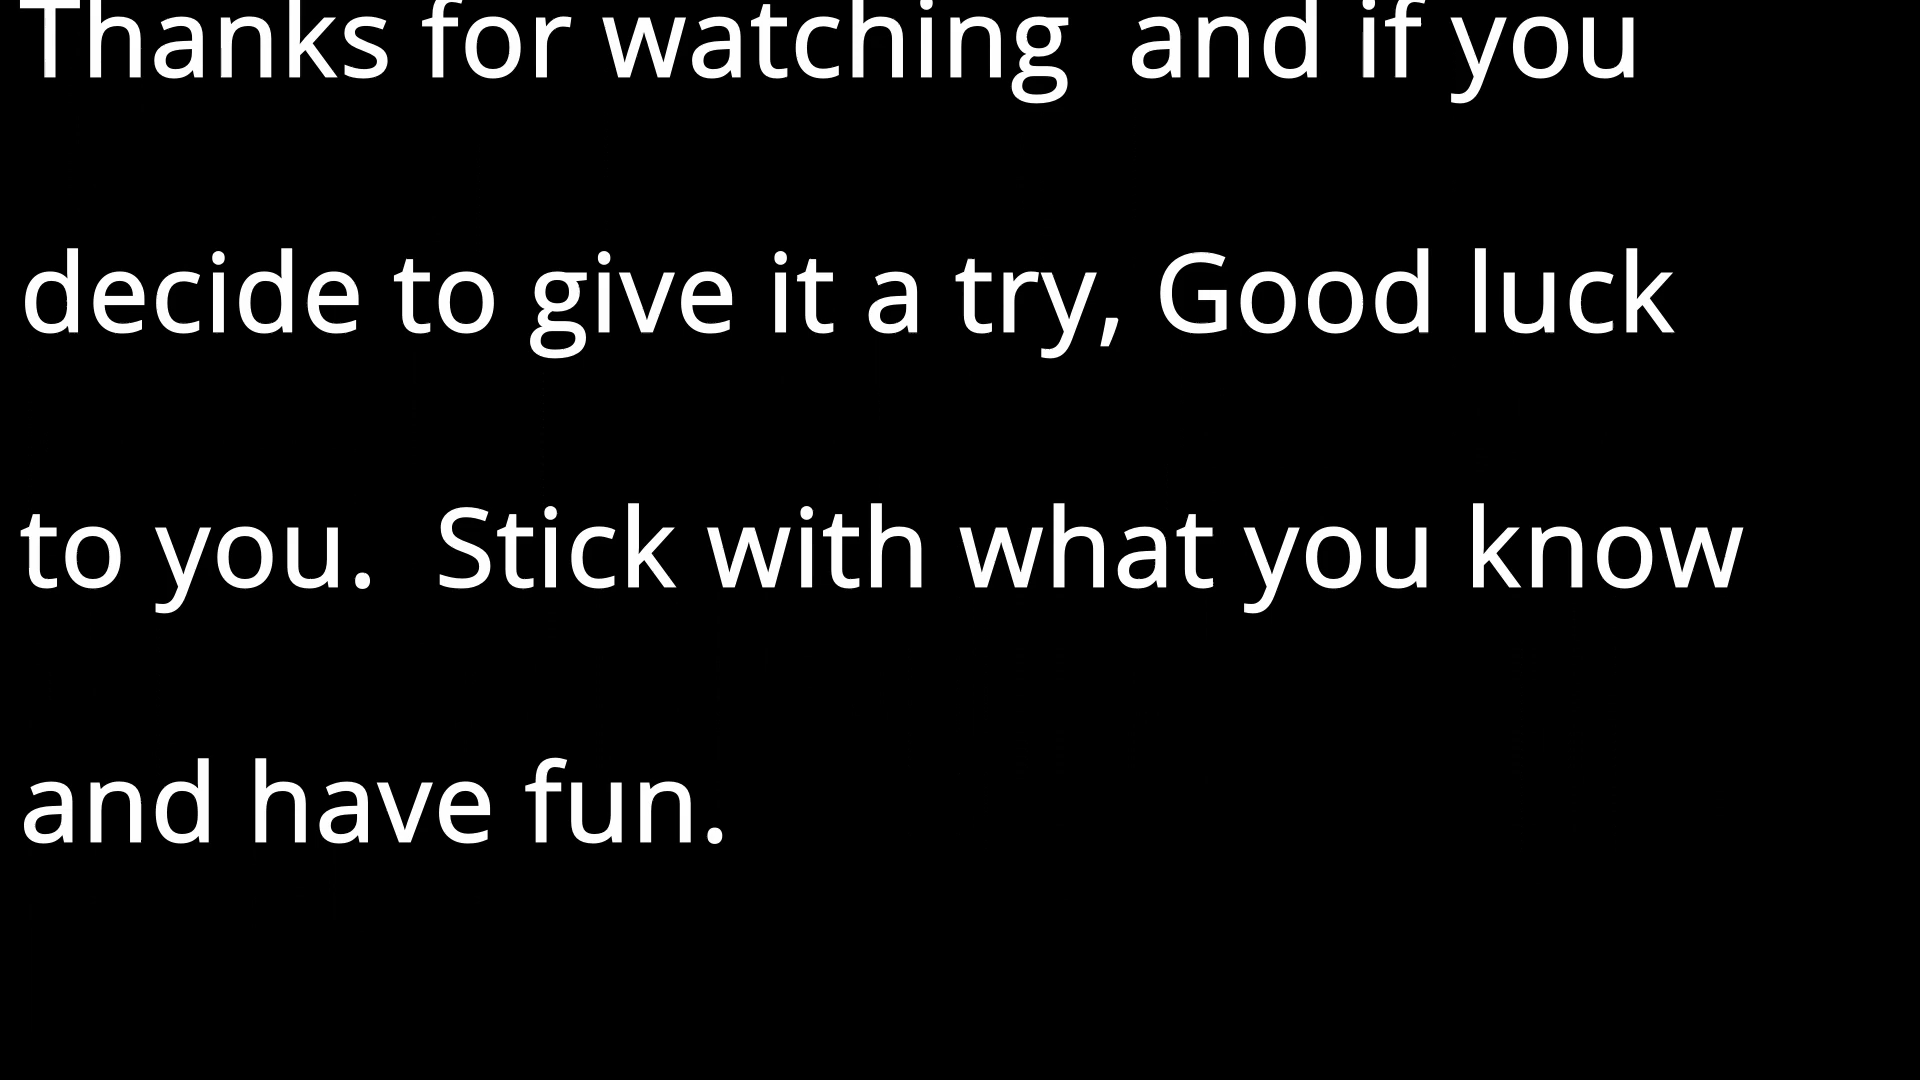 Thanks for watching  and if you
decide to give it a try, Good luck
to you.  Stick with what you know
and have fun.